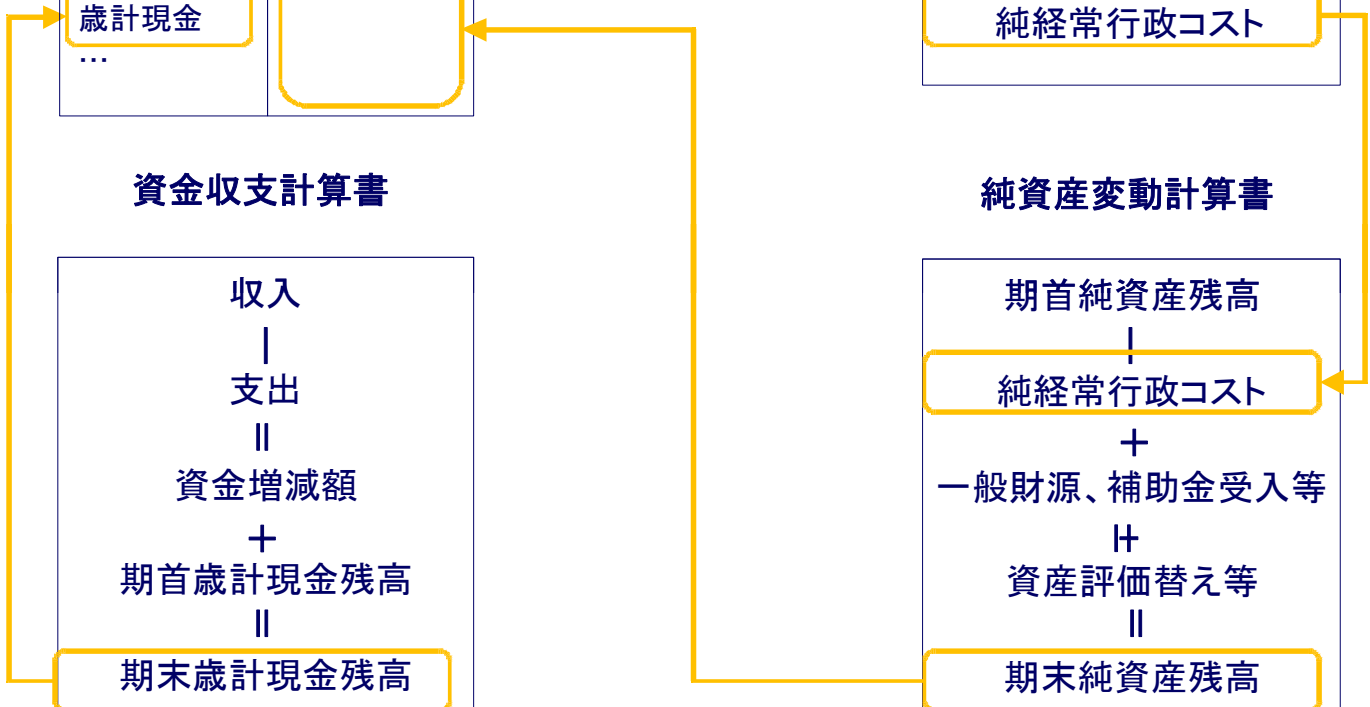 歳計現金
…
純経常行政コスト
資金収支計算書
収入
|
支出
||
資金増減額
＋
期首歳計現金残高
||
期末歳計現金残高
純資産変動計算書
期首純資産残高
|
純経常行政コスト
＋
一般財源、補助金受入等
|+
資産評価替え等
||
期末純資産残高